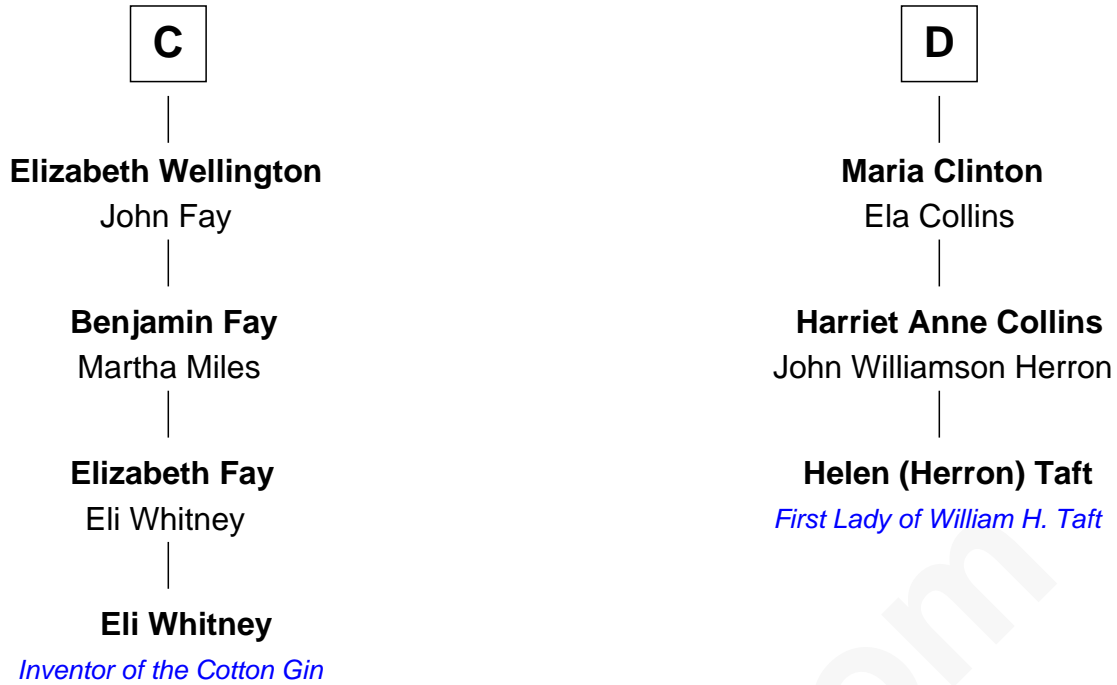 C
Elizabeth Wellington
John Fay
Benjamin Fay
Martha Miles
Elizabeth Fay
Eli Whitney
Eli Whitney
Inventor of the Cotton Gin
D
Maria Clinton
Ela Collins
Harriet Anne Collins
John Williamson Herron
Helen (Herron) Taft
First Lady of William H. Taft
om